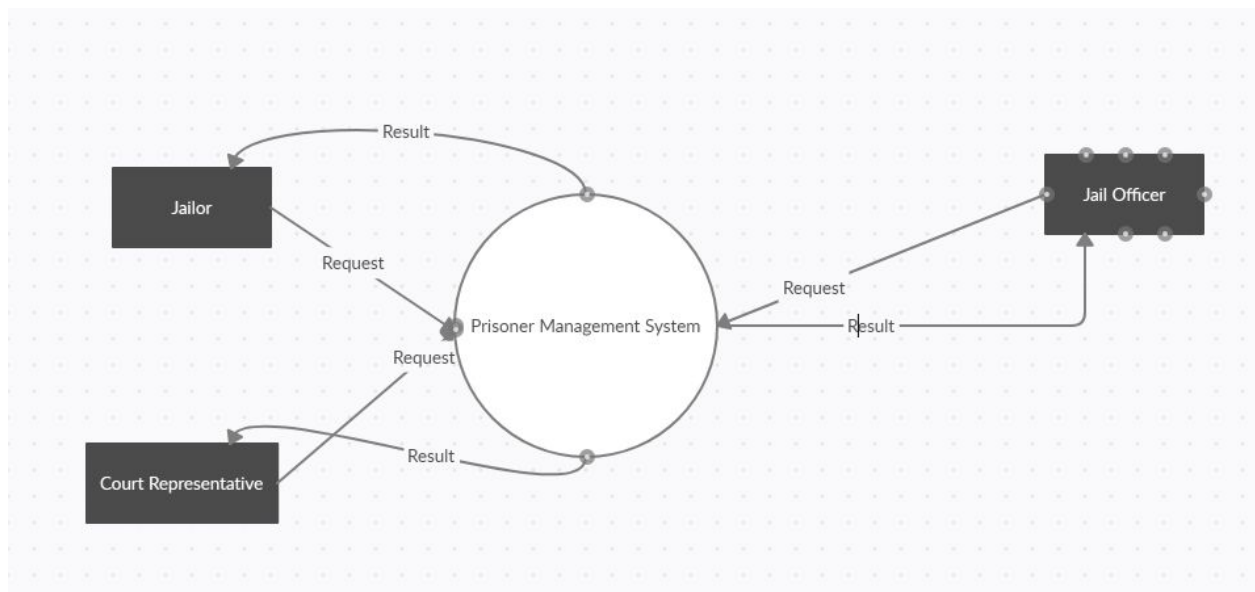 Result
Jailor
Jail Officer
Request
Request
Prisoner Management System
Result
Request
Result
Court Representative